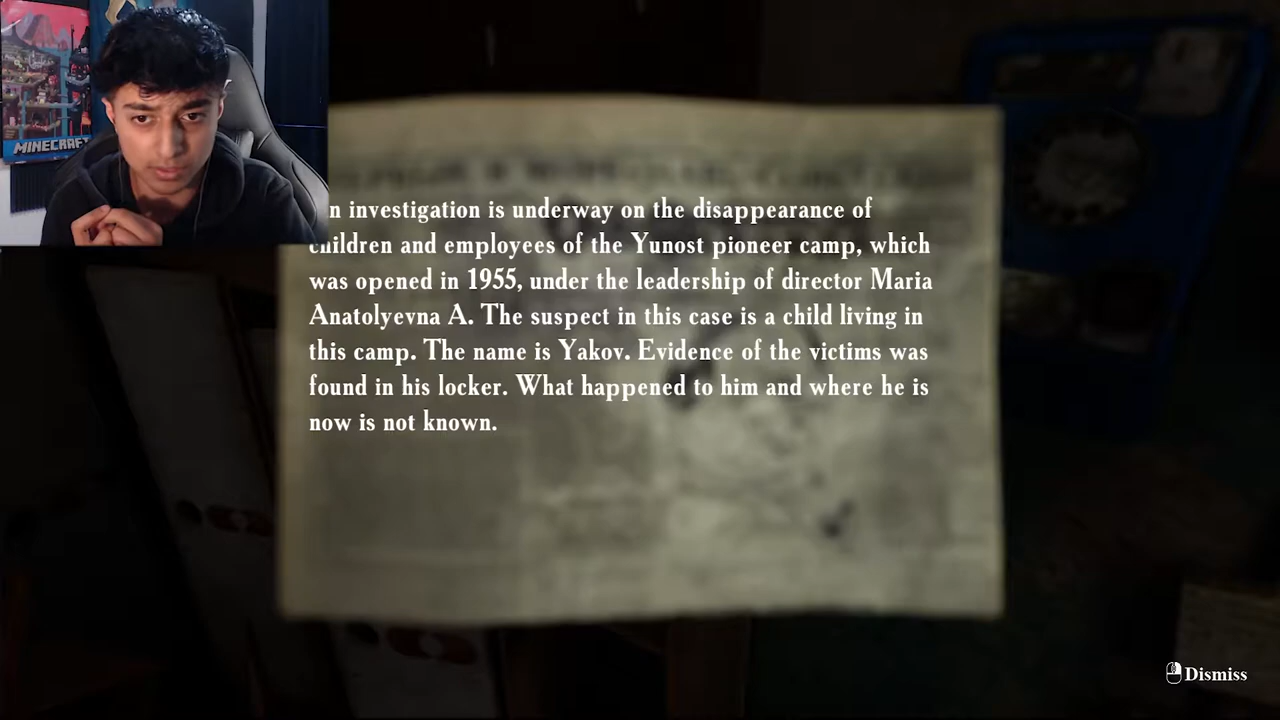 MINECRAFT
n investigation is underway on the disappearance of
children and employees of the Yunost pioneer camp, which
was opened in 1955, under the leadership of director Maria
Anatolyevna A. The suspect in this case is a child living in
this camp. The name is Yakov. Evidence of the victims was
found in his locker. What happened to him and where he is
now is not known.
Dismiss